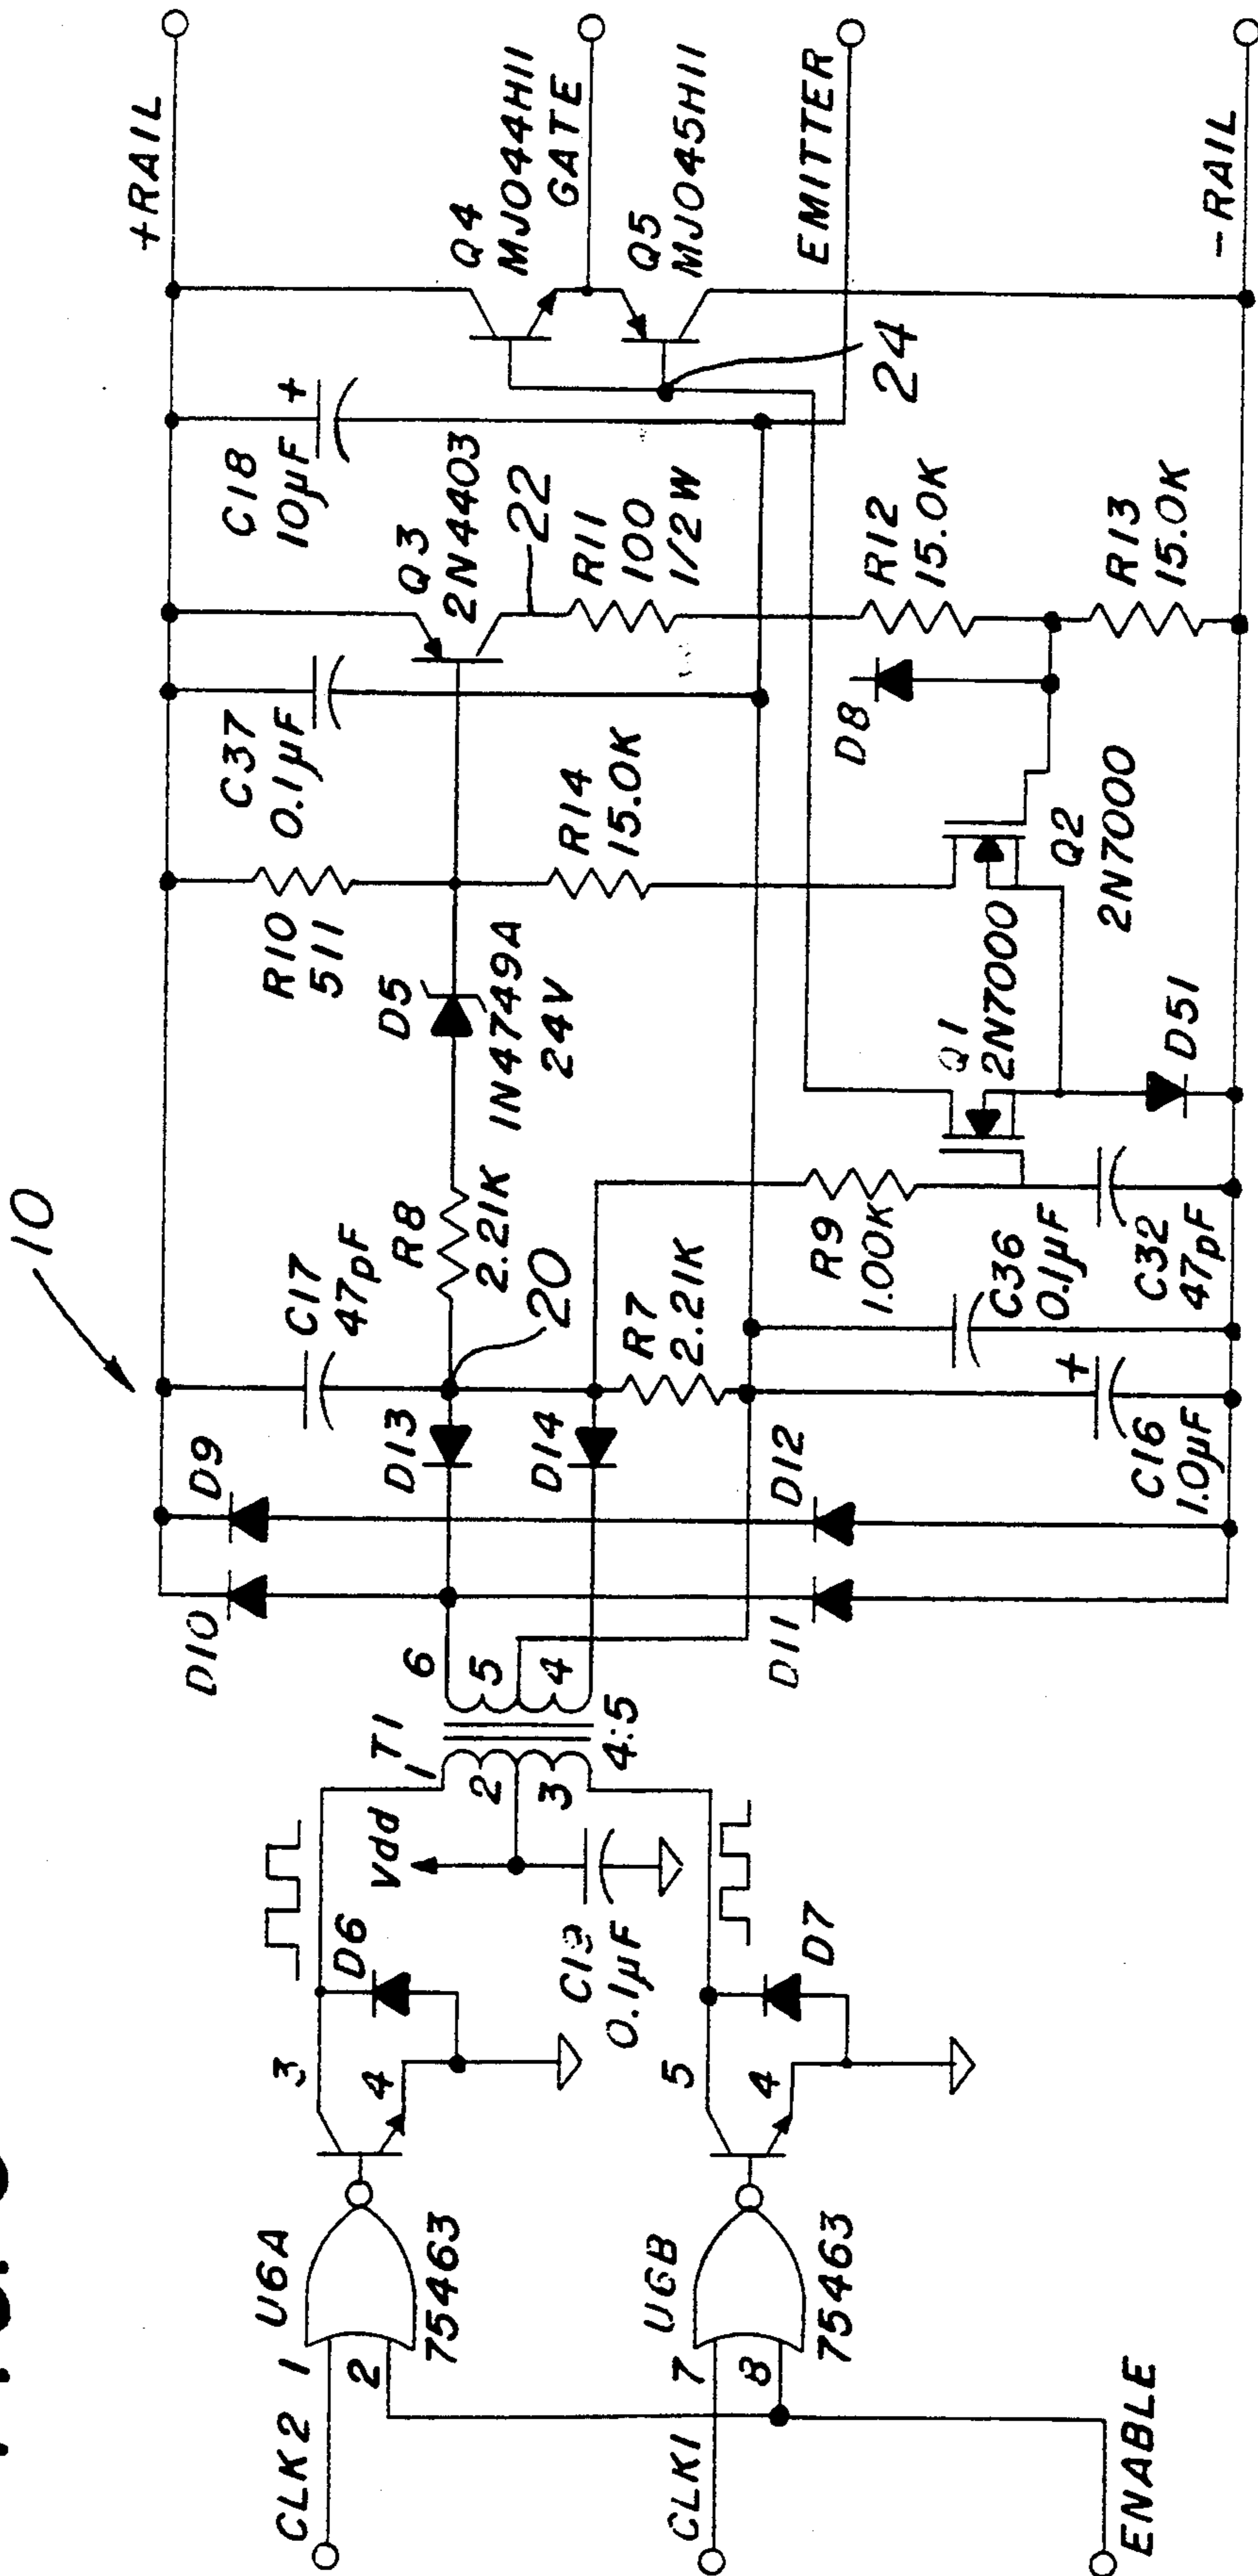 10
+RAIL
C18
10μF
+
Q4
MJ044H11
GATE
Q5
MJ045H11
EMITTER
-RAIL
24
C37
0.1μF
Q3
2N4403
22
R11
100
1/2W
R12
15.0K
R13
15.0K
D8
R10
511
R14
15.0K
D5
1N4749A
24V
Q1
2N7000
Q2
2N7000
D51
C17
47pF
R8
2.21K
20
R7
2.21K
R9
1.00K
C36
0.1μF
C32
47pF
+
C16
1.0μF
D9
D10
D13
D14
D12
D11
6
5
4
T1
1
2
3
4:5
Vdd
C19
0.1μF
D6
D7
3
4
5
4
U6A
75463
U6B
75463
CLK2
1
2
CLK1
7
8
ENABLE